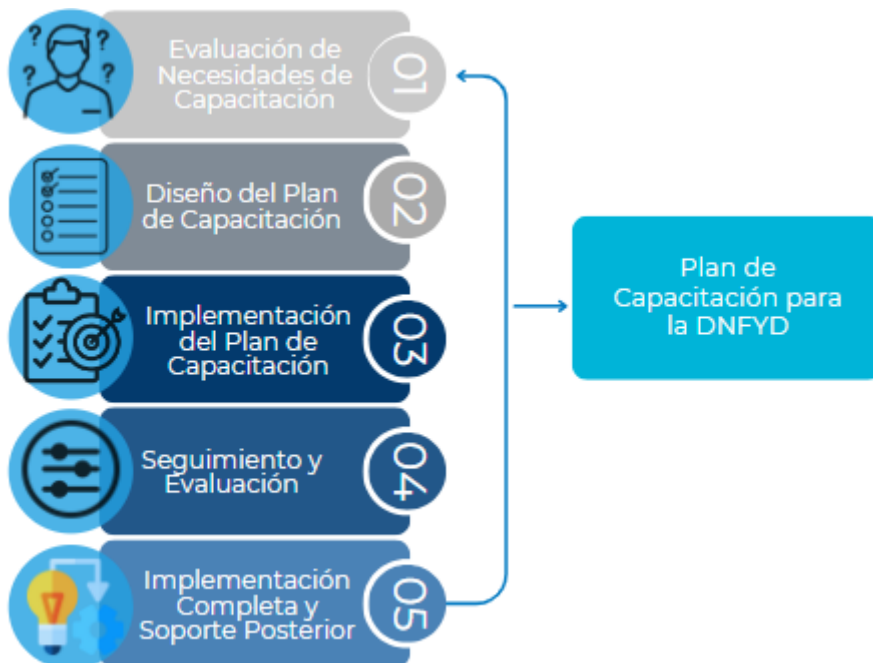 Evaluación de
Necesidades de
Capacitación
01
Diseño del Plan
de Capacitación
02
Implementación
del Plan de
Capacitación
03
Seguimiento y
Evaluación
04
Implementación
Completa y
Soporte Posterior
05
Plan de
Capacitación para
la DNFYD
? ?
? ?